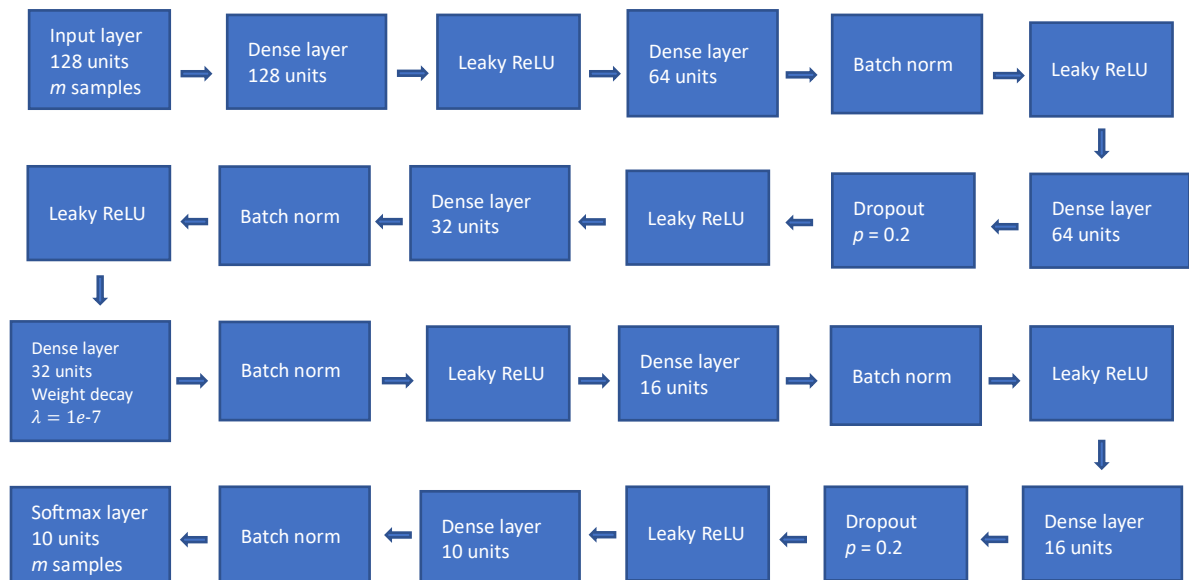 Input layer
128 units
m samples
Dense layer
128 units
Leaky ReLU
Dense layer
64 units
Batch norm
Leaky ReLU
Dense layer
64 units
Dropout
p = 0.2
Leaky ReLU
Dense layer
32 units
Batch norm
Leaky ReLU
Dense layer
32 units
Weight decay
λ = 1e-7
Batch norm
Leaky ReLU
Dense layer
16 units
Batch norm
Leaky ReLU
Dense layer
16 units
Dropout
p = 0.2
Leaky ReLU
Dense layer
10 units
Batch norm
Softmax layer
10 units
m samples